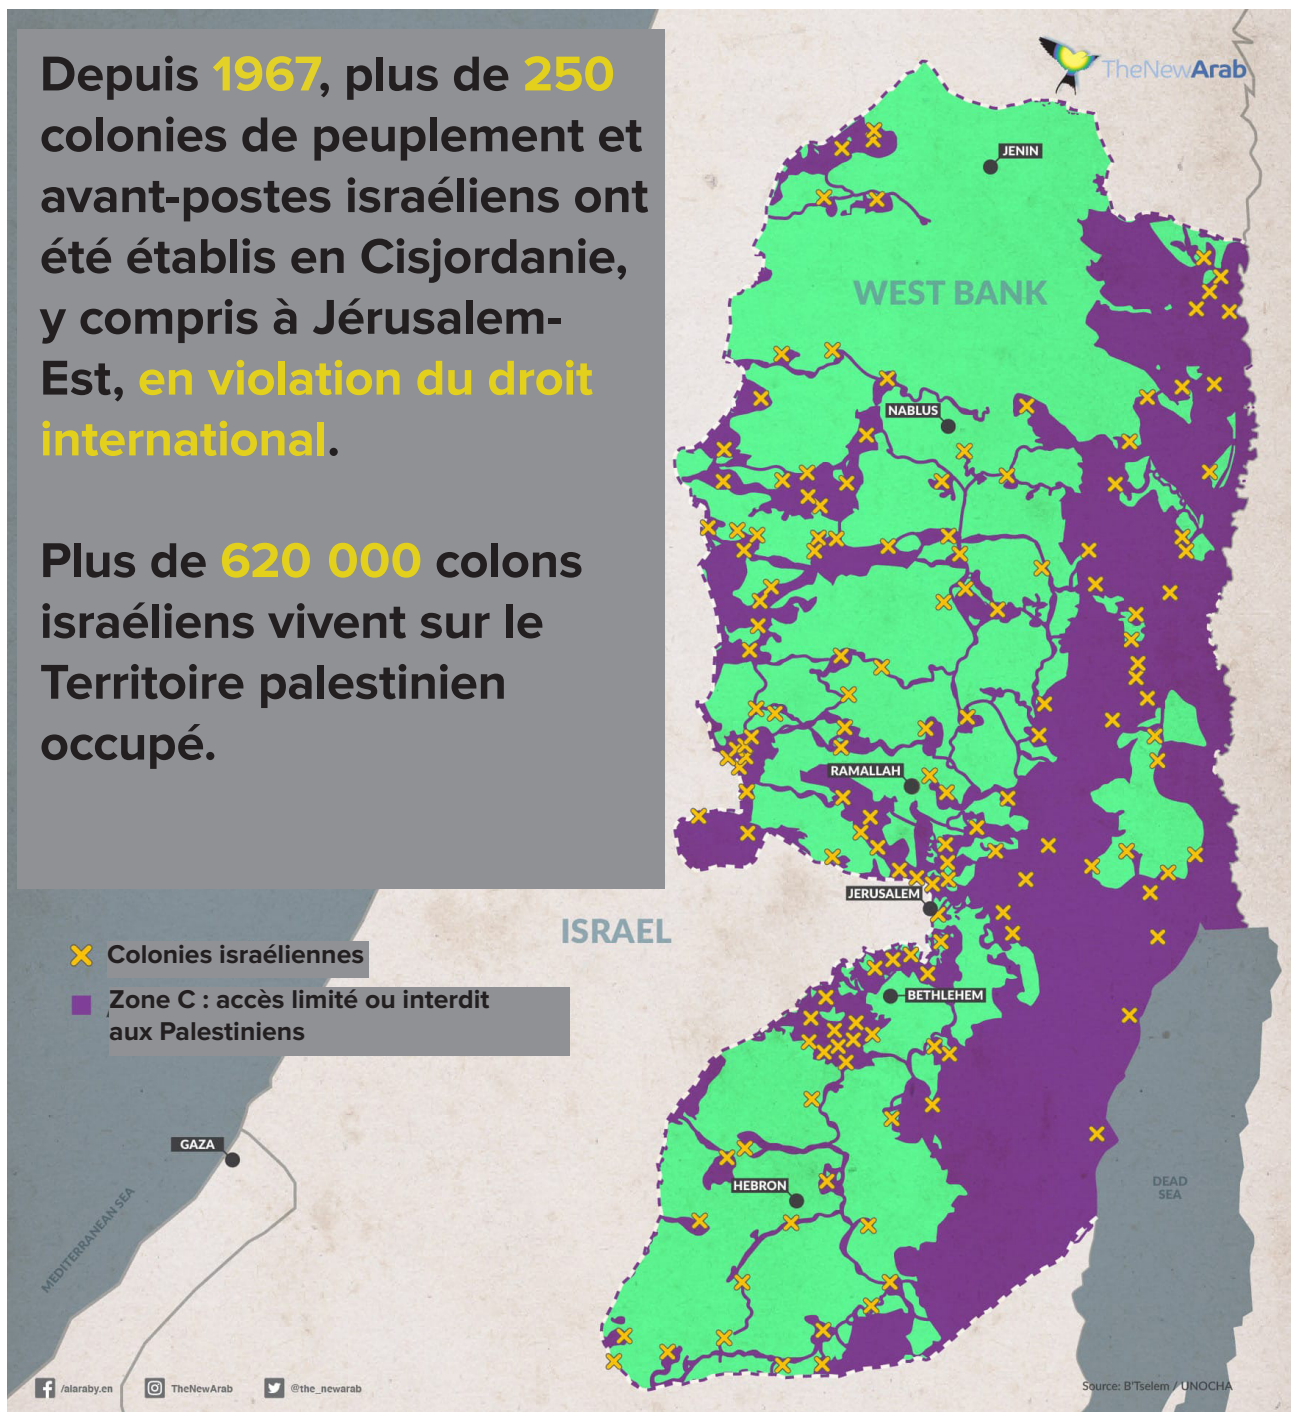 Depuis 1967, plus de 250
colonies de peuplement et
avant-postes israéliens ont
été établis en Cisjordanie,
y compris à Jérusalem-
Est, en violation du droit
international.
Plus de 620 000 colons
israéliens vivent sur le
Territoire palestinien
occupé.
TheNewArab
JENIN
WEST BANK
NABLUS
RAMALLAH
JERUSALEM
ISRAEL
Colonies israéliennes
Zone C : accès limité ou interdit
aux Palestiniens
BETHLEHEM
GAZA
HEBRON
DEAD
SEA
MEDITERRANEAN SEA
/alaraby.en
TheNewArab
@the_newarab
Source: B'Tselem / UNOCHA